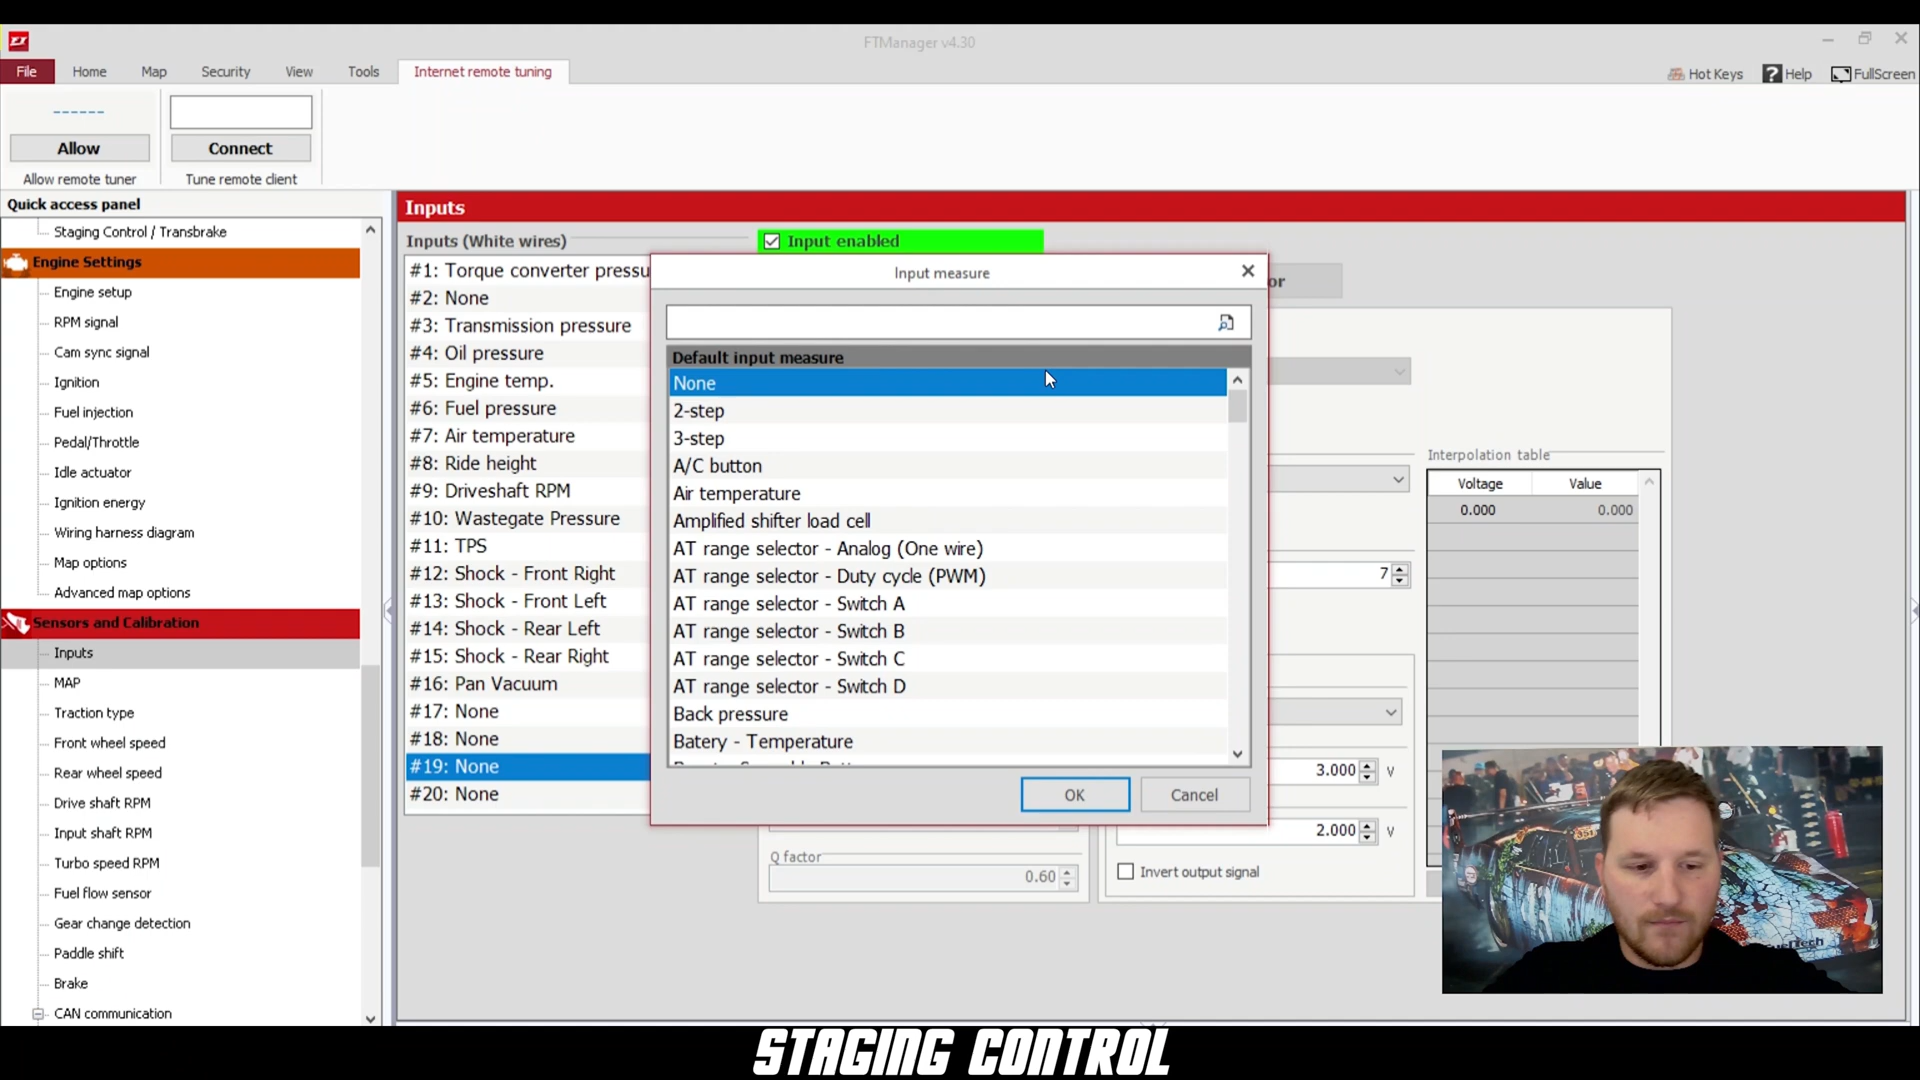 FTManager v4.30
File
Home
Map
Security
View
Tools
Internet remote tuning
Hot Keys
? Help
FullScreen
------
Allow
Connect
Allow remote tuner
Tune remote client
Quick access panel
Staging Control / Transbrake
Engine Settings
Engine setup
RPM signal
Cam sync signal
Ignition
Fuel injection
Pedal/Throttle
Idle actuator
Ignition energy
Wiring harness diagram
Map options
Advanced map options
Sensors and Calibration
Inputs
MAP
Traction type
Front wheel speed
Rear wheel speed
Drive shaft RPM
Input shaft RPM
Turbo speed RPM
Fuel flow sensor
Gear change detection
Paddle shift
Brake
CAN communication
Inputs
Inputs (White wires)
#1: Torque converter pressu
#2: None
#3: Transmission pressure
#4: Oil pressure
#5: Engine temp.
#6: Fuel pressure
#7: Air temperature
#8: Ride height
#9: Driveshaft RPM
#10: Wastegate Pressure
#11: TPS
#12: Shock - Front Right
#13: Shock - Front Left
#14: Shock - Rear Left
#15: Shock - Rear Right
#16: Pan Vacuum
#17: None
#18: None
#19: None
#20: None
Input enabled
or
Input measure
Default input measure
None
2-step
3-step
A/C button
Air temperature
Amplified shifter load cell
AT range selector - Analog (One wire)
AT range selector - Duty cycle (PWM)
AT range selector - Switch A
AT range selector - Switch B
AT range selector - Switch C
AT range selector - Switch D
Back pressure
Batery - Temperature
OK
Cancel
Q factor
0.60
7
3.000 V
2.000 V
Invert output signal
Interpolation table
Voltage
Value
0.000
0.000
STAGING CONTROL